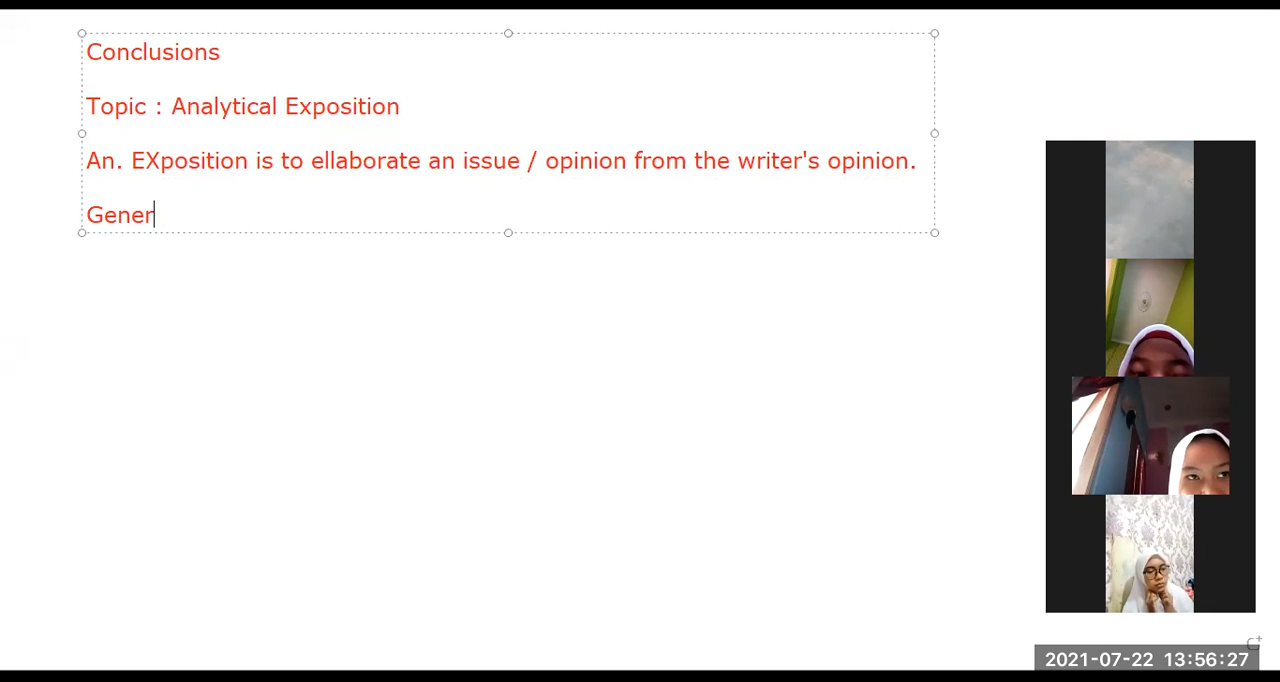 Conclusions
Topic : Analytical Exposition
An. EXposition is to ellaborate an issue / opinion from the writer's opinion.
Gener
2021-07-22 13:56:27